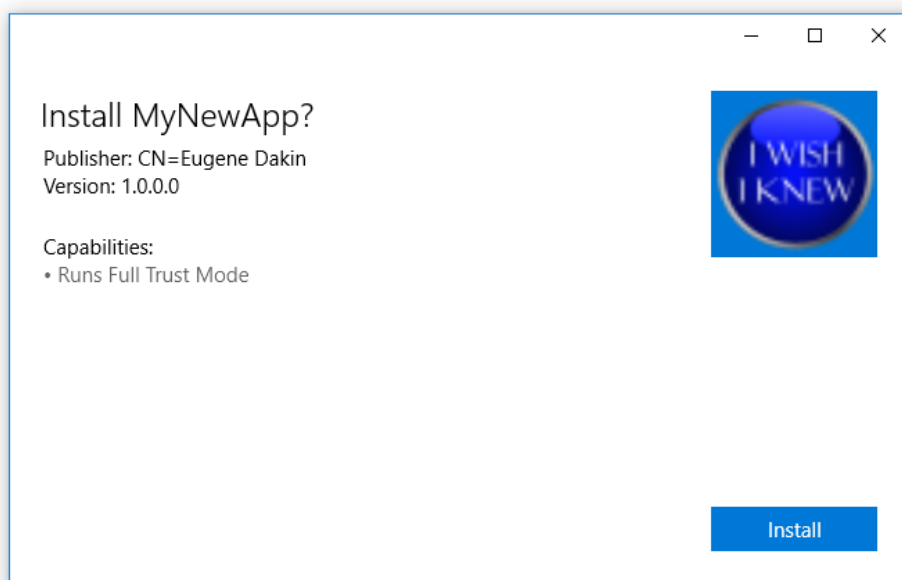 Install MyNewApp?
Publisher: CN=Eugene Dakin
Version: 1.0.0.0
Capabilities:
• Runs Full Trust Mode
I WISH
I KNEW
Install